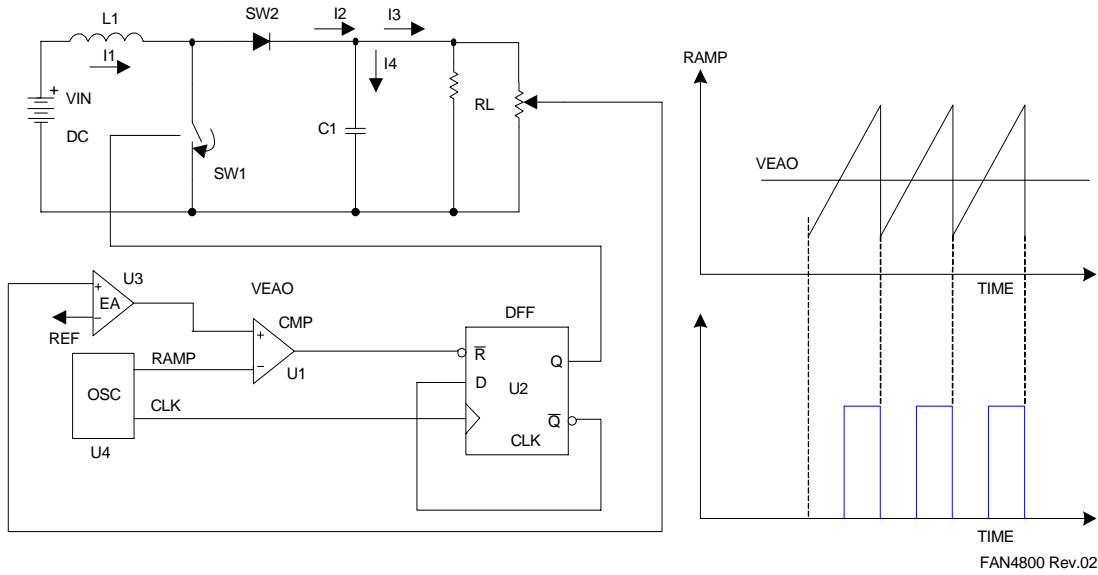 L1
SW2
I2
I3
I1
I4
+
VIN
DC
C1
RL
SW1
U3
+
EA
–
REF
VEAO
CMP
+
–
U1
RAMP
OSC
CLK
U4
DFF
R
D
U2
Q
Q
CLK
RAMP
VEAO
TIME
TIME
FAN4800 Rev.02